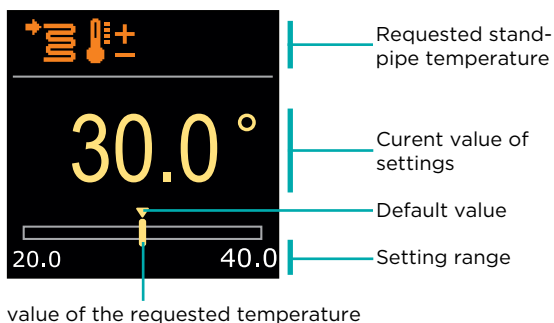 Requested stand-
pipe temperature
30.0°
Curent value of
settings
Default value
20.0
40.0
Setting range
value of the requested temperature